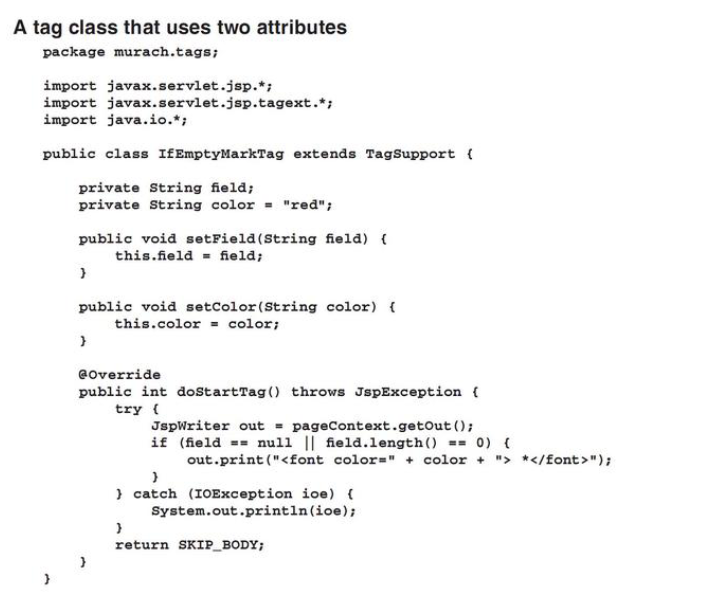 A tag class that uses two attributes
package murach.tags;
import javax.servlet.jsp.*;
import javax.servlet.jsp.tagext.*;
import java.io.*;
public class IfEmptyMarkTag extends TagSupport {
private String field;
private String color = "red";
public void setField(String field) {
this.field = field;
}
public void setColor(String color) {
this.color = color;
}
@Override
public int doStartTag() throws JspException {
try {
JspWriter out = pageContext.getOut();
if (field == null || field.length() == 0) {
out.print("<font color=" + color + "> *</font>");
}
} catch (IOException ioe) {
System.out.println(ioe);
}
return SKIP_BODY;
}
}